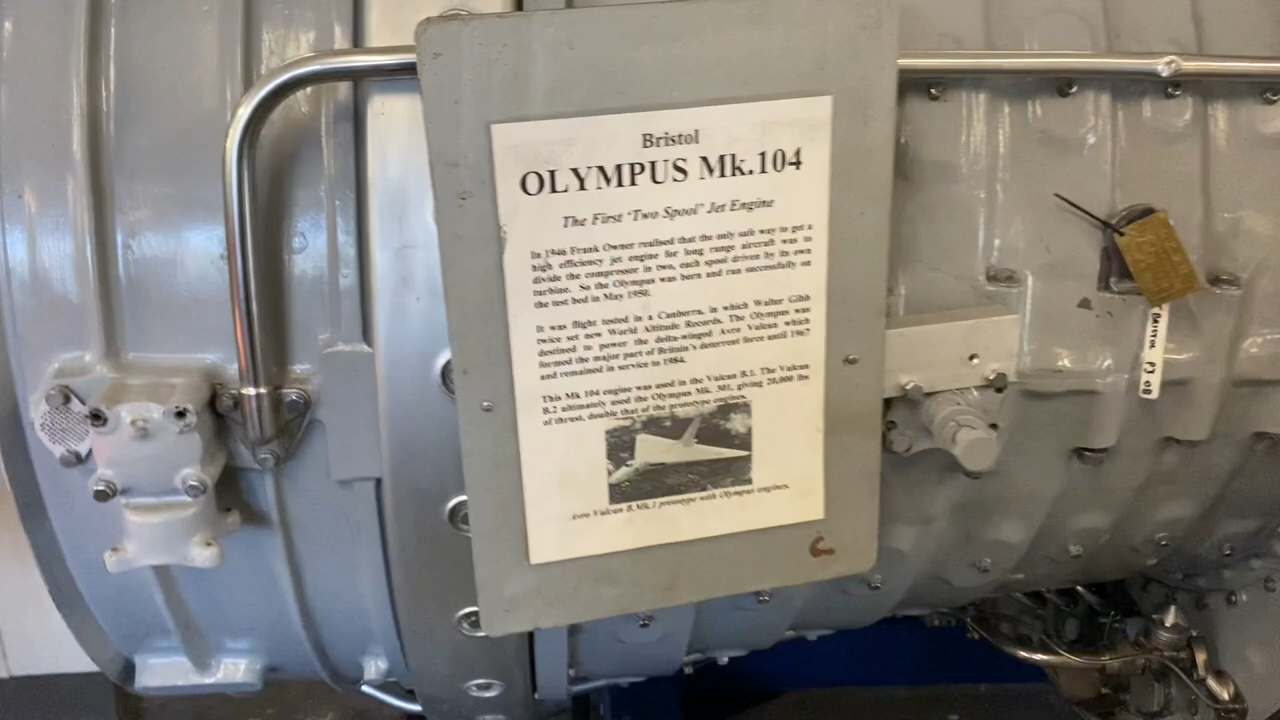 Bristol
OLYMPUS Mk.104
The First 'Two Spool' Jet Engine
In 1946 Frank Owner realised that the only safe way to get a
high efficiency jet engine for long range aircraft was to
divide the compressor in two, each spool driven by its own
turbine. So the Olympus was born and ran successfully on
the test bed in May 1950.
It was flight tested in a Canberra, in which Walter Gibb
twice set new World Altitude Records. The Olympus was
destined to power the delta-winged Avro Vulcan which
formed the major part of Britain's deterrent force until 1967
and remained in service to 1984.
This Mk 104 engine was used in the Vulcan B.1. The Vulcan
B.2 ultimately used the Olympus Mk. 301, giving 20,000 lbs
of thrust, double that of the prototype engines.
Avro Vulcan B.Mk.1 prototype with Olympus engines.
Bristol